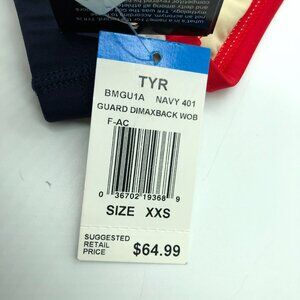 TYR
BMGU1A NAVY 401
GUARD DIMAXBACK WOB
F-AC
0 36702 19368 9
SIZE XXS
SUGGESTED
RETAIL
PRICE
$64.99